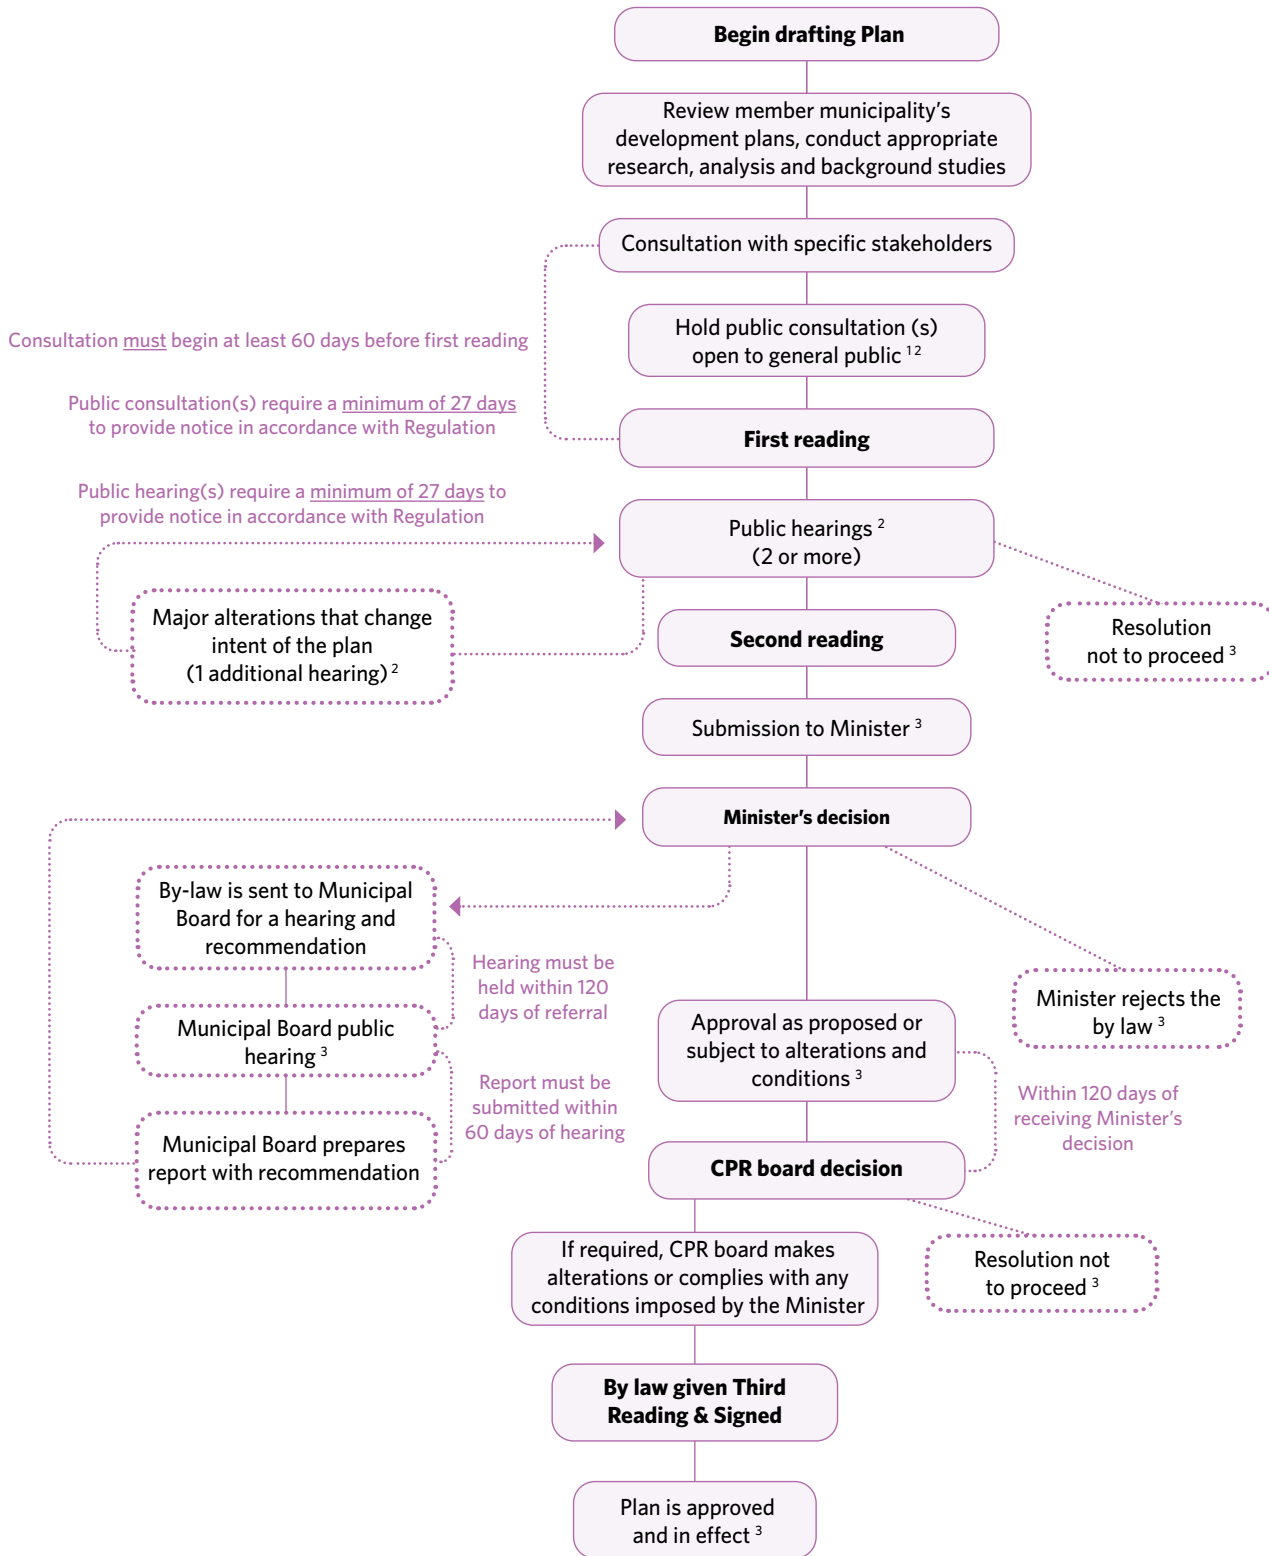 Begin drafting Plan
Review member municipality's
development plans, conduct appropriate
research, analysis and background studies
Consultation with specific stakeholders
Consultation must begin at least 60 days before first reading
Hold public consultation (s)
open to general public 1 2
Public consultation(s) require a minimum of 27 days
to provide notice in accordance with Regulation
First reading
Public hearing(s) require a minimum of 27 days to
provide notice in accordance with Regulation
Public hearings 2
(2 or more)
Major alterations that change
intent of the plan
(1 additional hearing) 2
Resolution
not to proceed 3
Second reading
Submission to Minister 3
Minister's decision
By-law is sent to Municipal
Board for a hearing and
recommendation
Hearing must be
held within 120
days of referral
Municipal Board public
hearing 3
Report must be
submitted within
60 days of hearing
Municipal Board prepares
report with recommendation
Minister rejects the
by law 3
Approval as proposed or
subject to alterations and
conditions 3
Within 120 days of
receiving Minister's
decision
CPR board decision
Resolution not
to proceed 3
If required, CPR board makes
alterations or complies with any
conditions imposed by the Minister
By law given Third
Reading & Signed
Plan is approved
and in effect 3